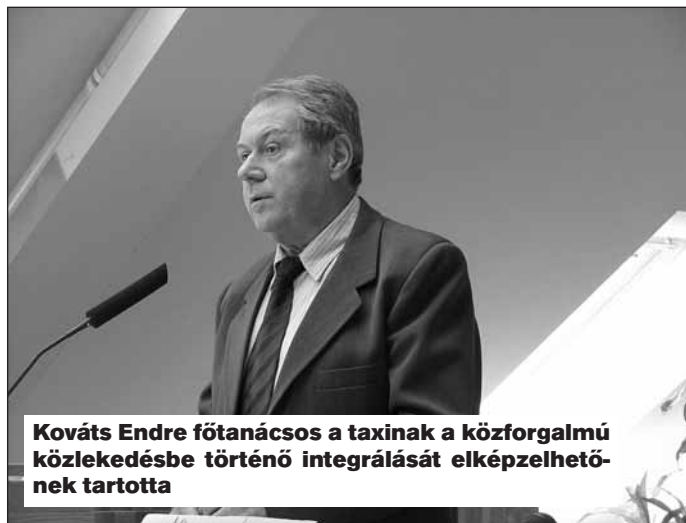 Kováts Endre főtanácsos a taxinak a közforgalmú
közlekedésbe történő integrálását elképzelhető-
nek tartotta